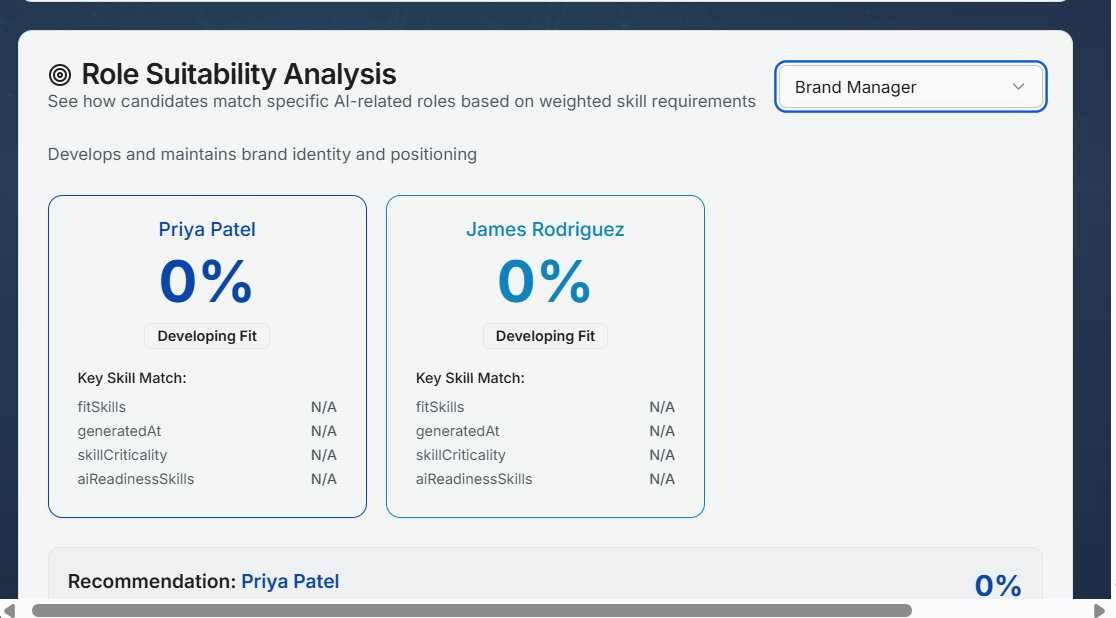 Role Suitability Analysis
See how candidates match specific AI-related roles based on weighted skill requirements
Brand Manager
Develops and maintains brand identity and positioning
Priya Patel
0%
Developing Fit
Key Skill Match:
fitSkills N/A
generatedAt N/A
skillCriticality N/A
aiReadinessSkills N/A
James Rodriguez
0%
Developing Fit
Key Skill Match:
fitSkills N/A
generatedAt N/A
skillCriticality N/A
aiReadinessSkills N/A
Recommendation: Priya Patel 0%